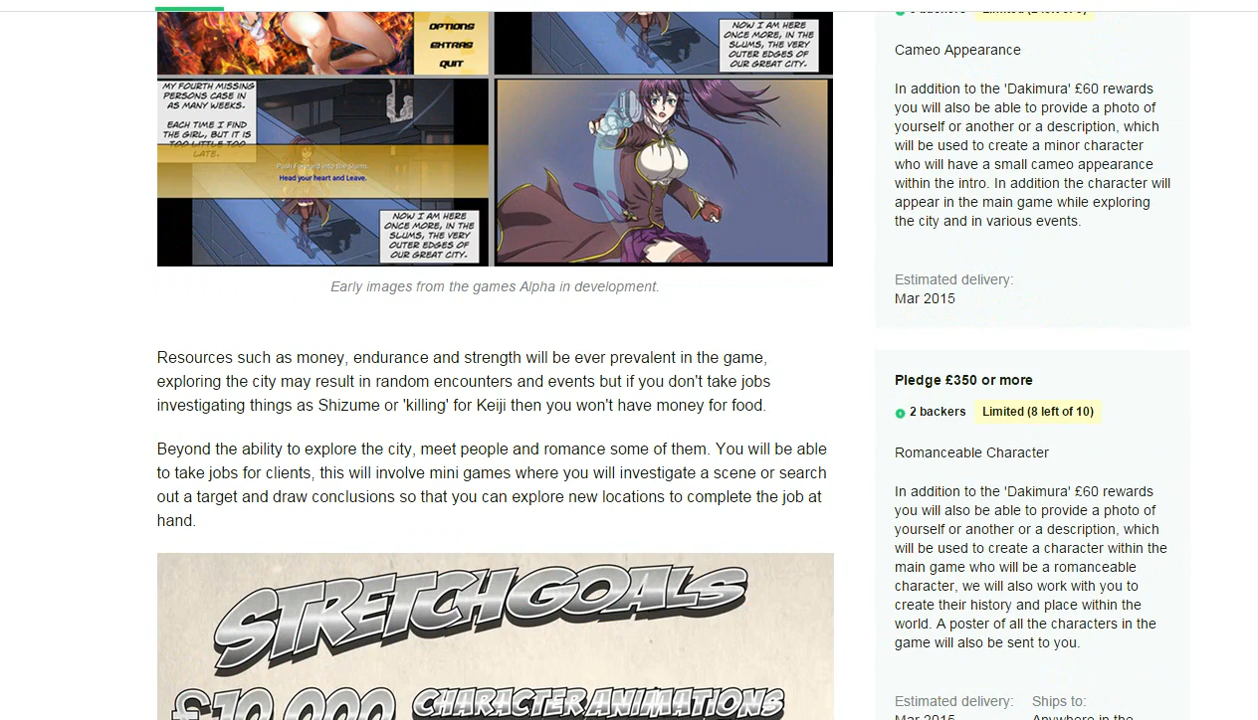 OPTIONS
EXTRAS
QUIT
NOW I AM HERE
ONCE MORE, IN THE
SLUMS, THE VERY
OUTER EDGES OF
OUR GREAT CITY.
MY FOURTH MISSING
PERSONS CASE IN
AS MANY WEEKS.
EACH TIME I FIND
THE GIRL, BUT IT IS
TOO LITTLE TOO
LATE.
Push Forward into the Slums.
Head your heart and Leave.
NOW I AM HERE
ONCE MORE, IN THE
SLUMS, THE VERY
OUTER EDGES OF
OUR GREAT CITY.
Early images from the games Alpha in development.
Resources such as money, endurance and strength will be ever prevalent in the game,
exploring the city may result in random encounters and events but if you don't take jobs
investigating things as Shizume or 'killing' for Keiji then you won't have money for food.
Beyond the ability to explore the city, meet people and romance some of them. You will be able
to take jobs for clients, this will involve mini games where you will investigate a scene or search
out a target and draw conclusions so that you can explore new locations to complete the job at
hand.
STRETCH GOALS
£10,000 CHARACTER ANIMATIONS
backers Limited
Cameo Appearance
In addition to the 'Dakimura' £60 rewards
you will also be able to provide a photo of
yourself or another or a description, which
will be used to create a minor character
who will have a small cameo appearance
within the intro. In addition the character will
appear in the main game while exploring
the city and in various events.
Estimated delivery:
Mar 2015
Pledge £350 or more
2 backers Limited (8 left of 10)
Romanceable Character
In addition to the 'Dakimura' £60 rewards
you will also be able to provide a photo of
yourself or another or a description, which
will be used to create a character within the
main game who will be a romanceable
character, we will also work with you to
create their history and place within the
world. A poster of all the characters in the
game will also be sent to you.
Estimated delivery: Ships to:
Mar 2015 Anywhere in the